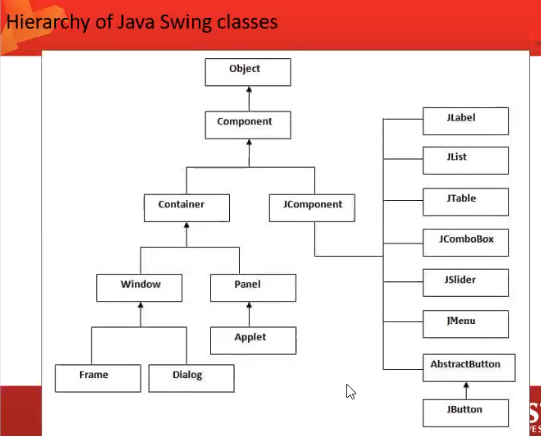 Hierarchy of Java Swing classes
Object
Component
Container
JComponent
Window
Panel
Applet
Frame
Dialog
JLabel
JList
JTable
JComboBox
JSlider
JMenu
AbstractButton
JButton